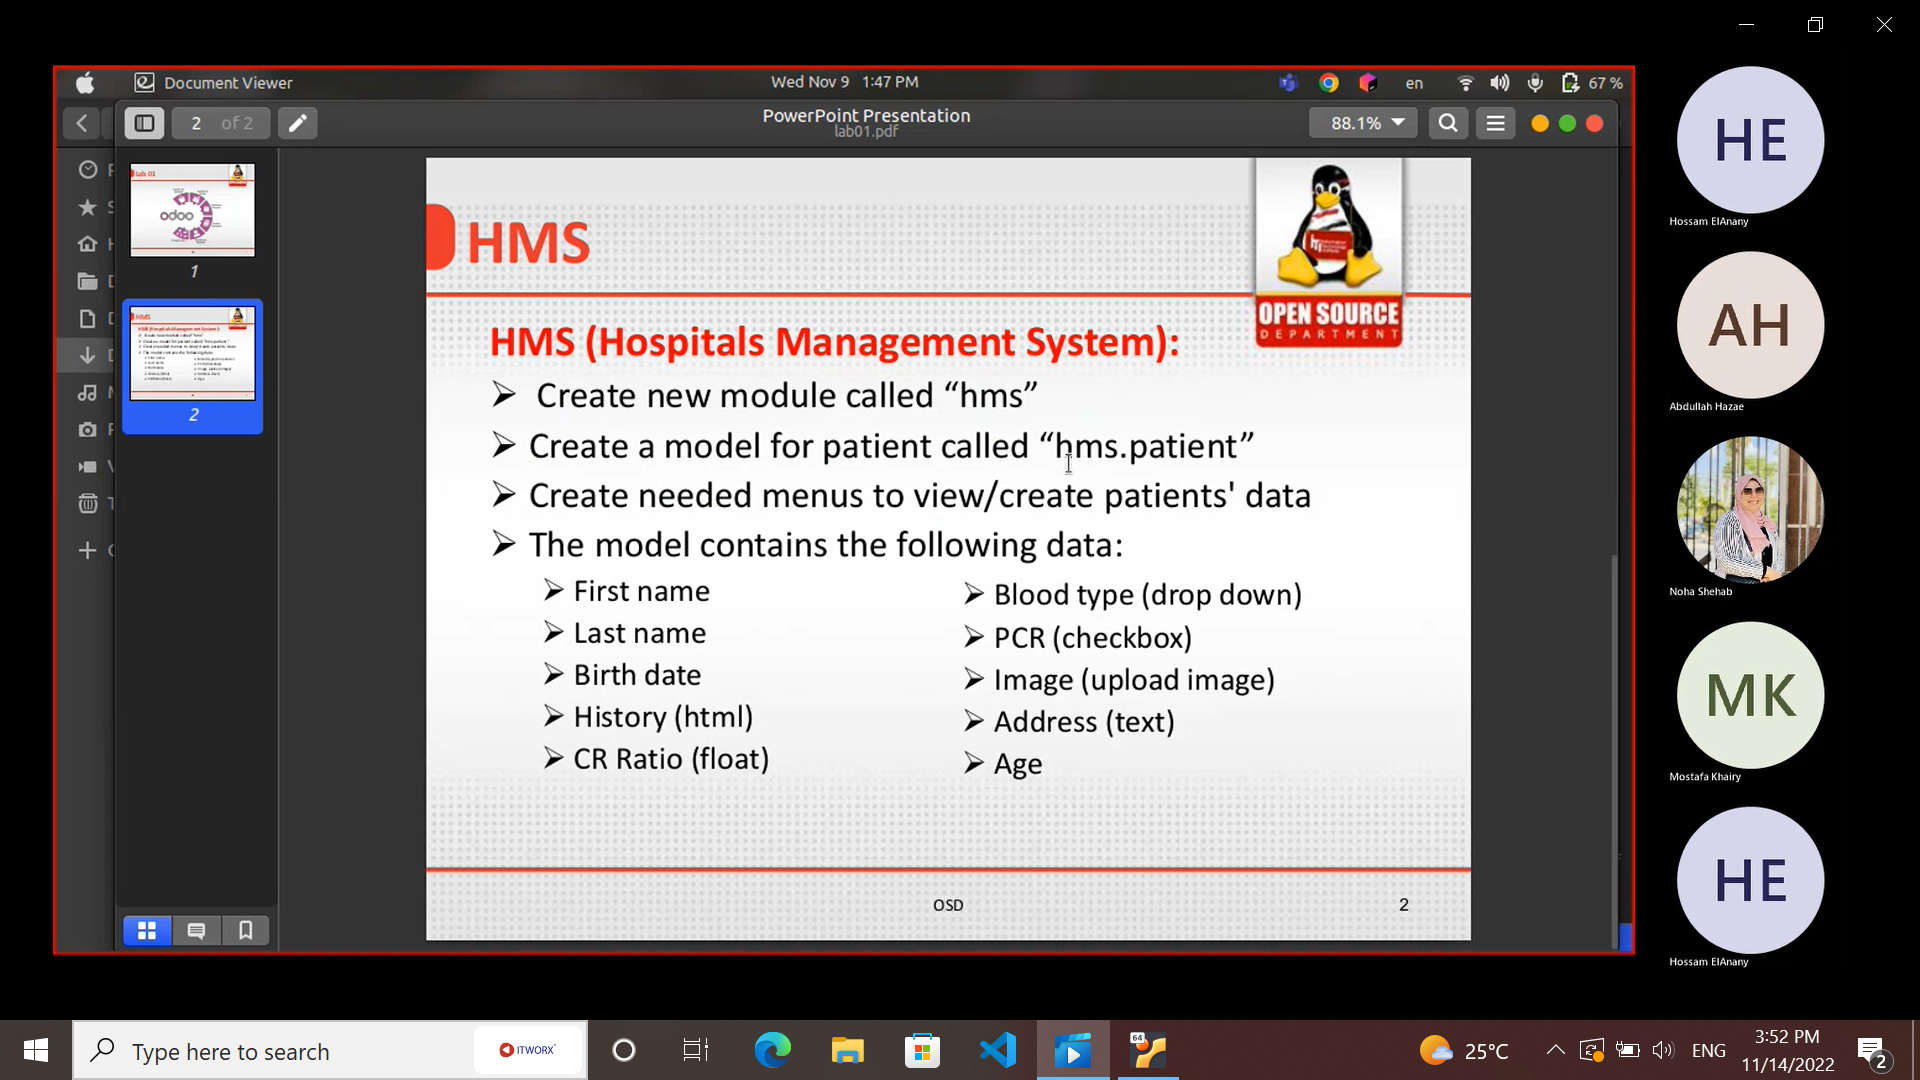 Document Viewer
Wed Nov 9 1:47 PM
en
67 %
2 of 2
PowerPoint Presentation
lab01.pdf
88.1%
Lab 01
odoo
1
HMS
2
HMS
OPEN SOURCE
DEPARTMENT
HMS (Hospitals Management System):
Create new module called “hms”
Create a model for patient called “hms.patient”
Create needed menus to view/create patients' data
The model contains the following data:
First name
Last name
Birth date
History (html)
CR Ratio (float)
Blood type (drop down)
PCR (checkbox)
Image (upload image)
Address (text)
Age
OSD
2
HE
Hossam ElAnany
AH
Abdullah Hazae
Noha Shehab
MK
Mostafa Khairy
HE
Hossam ElAnany
Type here to search
ITWORX
64
25°C
ENG
3:52 PM
11/14/2022
2